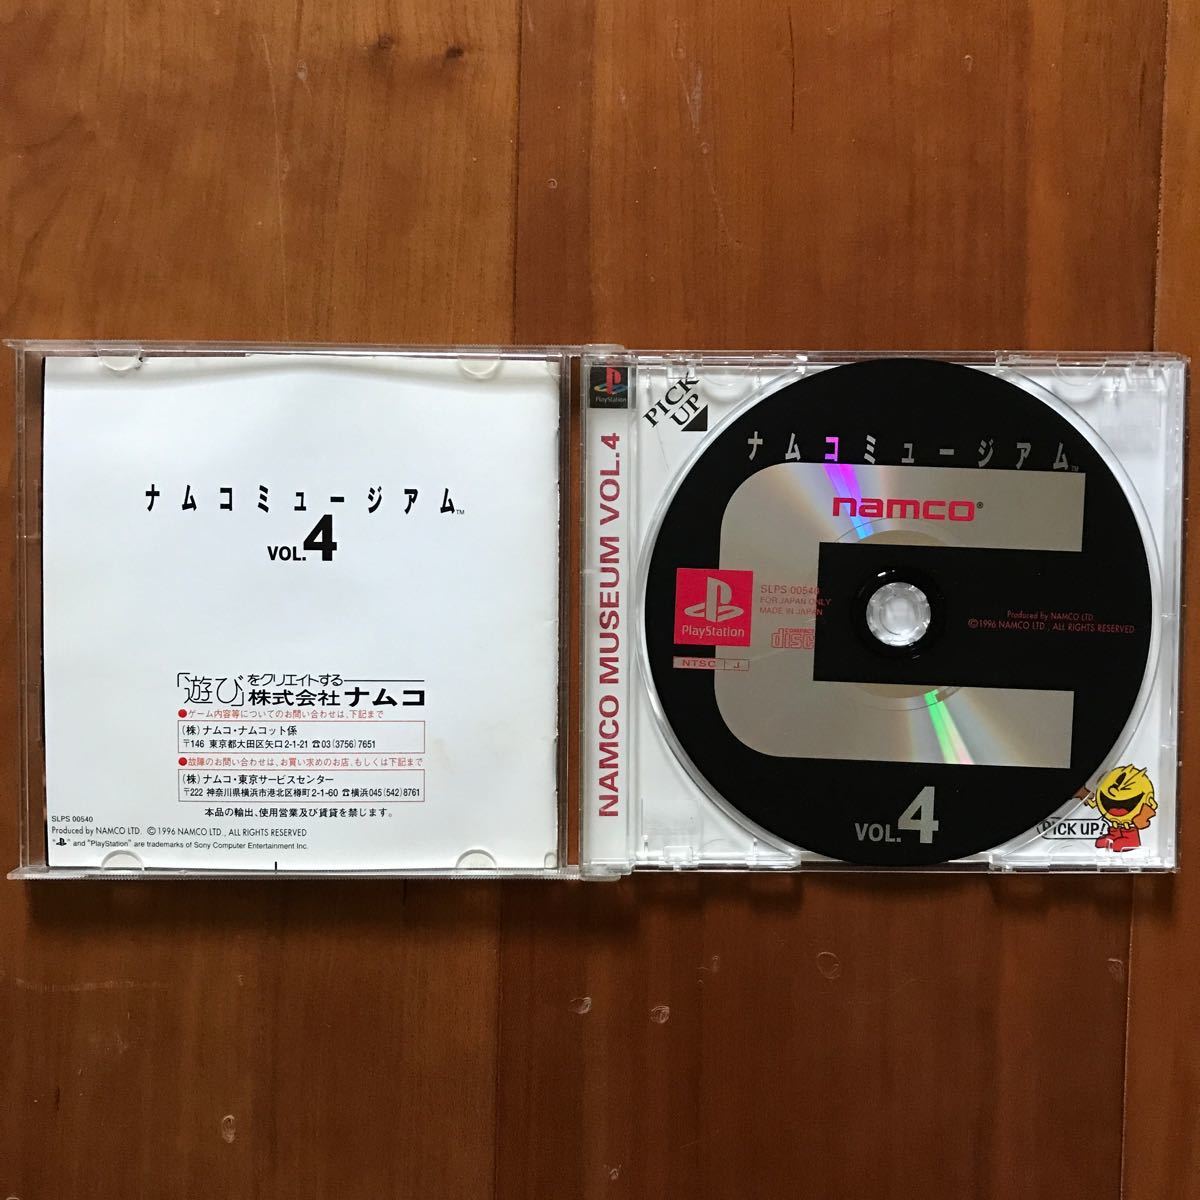 ナムコミュージアム™
VOL.4
「遊び」をクリエイトする
株式会社ナムコ
●ゲーム内容等についてのお問い合わせは、下記まで
(株)ナムコ・ナムコット係
〒146 東京都大田区矢口2-1-21 ☎03(3756)7651
●故障のお問い合わせは、お買い求めのお店、もしくは下記まで
(株)ナムコ・東京サービスセンター
〒222 神奈川県横浜市港北区樽町2-1-60 ☎横浜045(542)8761
本品の輸出、使用営業及び賃貸を禁じます。
SLPS 00540
Produced by NAMCO LTD. ©1996 NAMCO LTD., ALL RIGHTS RESERVED
" " and "PlayStation" are trademarks of Sony Computer Entertainment Inc.
PlayStation
NAMCO MUSEUM VOL.4
PICK
UP
ナムコミュージアム™
namco®
PlayStation
SLPS 00540
FOR JAPAN ONLY
MADE IN JAPAN
COMPACT
disc
NTSC J
Produced by NAMCO LTD.
©1996 NAMCO LTD., ALL RIGHTS RESERVED
VOL.4
PICK UP!